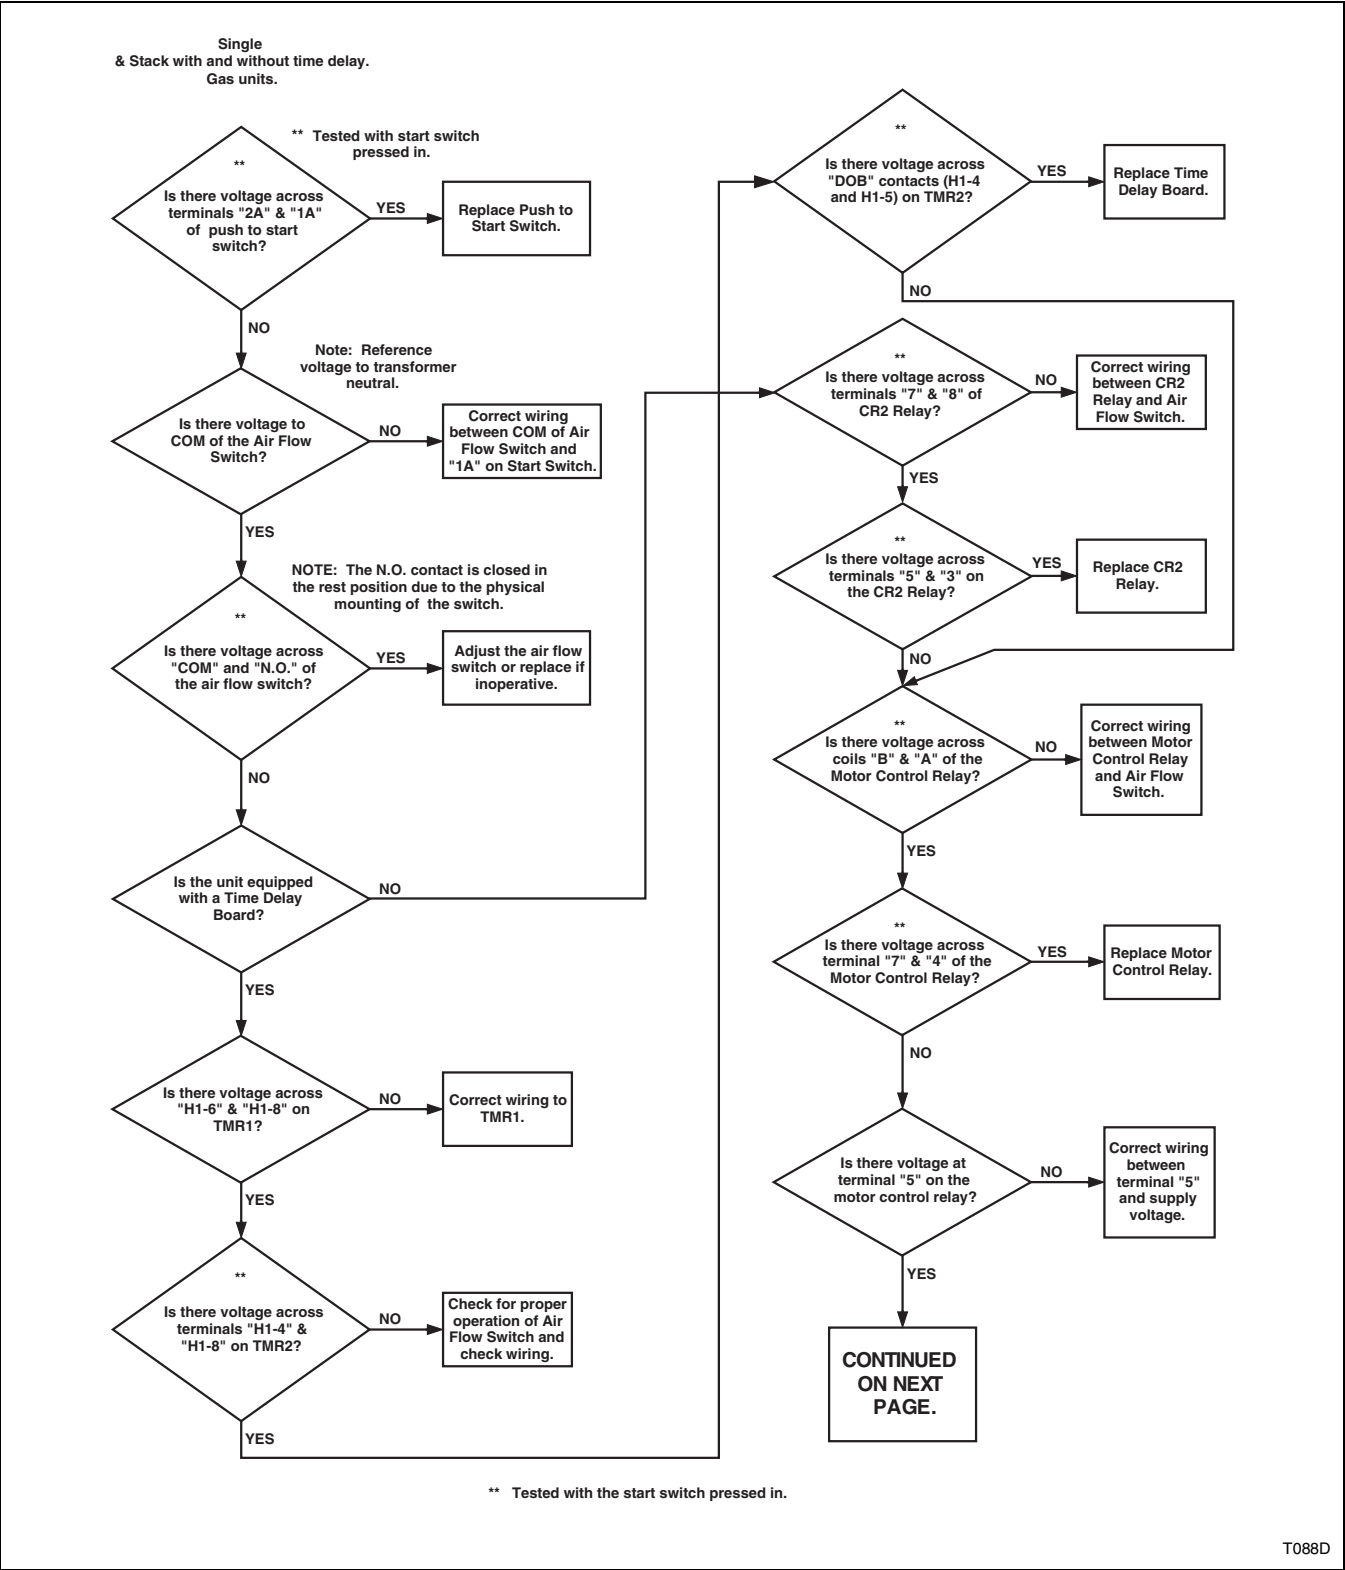 Single
& Stack with and without time delay.
Gas units.
** Tested with start switch
pressed in.
**
Is there voltage across
terminals "2A" & "1A"
of push to start
switch?
YES
Replace Push to
Start Switch.
NO
Note: Reference
voltage to transformer
neutral.
Is there voltage to
COM of the Air Flow
Switch?
NO
Correct wiring
between COM of Air
Flow Switch and
"1A" on Start Switch.
YES
NOTE: The N.O. contact is closed in
the rest position due to the physical
mounting of the switch.
**
Is there voltage across
"COM" and "N.O." of
the air flow switch?
YES
Adjust the air flow
switch or replace if
inoperative.
NO
Is the unit equipped
with a Time Delay
Board?
NO
YES
Is there voltage across
"H1-6" & "H1-8" on
TMR1?
NO
Correct wiring to
TMR1.
YES
**
Is there voltage across
terminals "H1-4" &
"H1-8" on TMR2?
NO
Check for proper
operation of Air
Flow Switch and
check wiring.
YES
**
Is there voltage across
"DOB" contacts (H1-4
and H1-5) on TMR2?
YES
Replace Time
Delay Board.
NO
**
Is there voltage across
terminals "7" & "8" of
CR2 Relay?
NO
Correct wiring
between CR2
Relay and Air
Flow Switch.
YES
**
Is there voltage across
terminals "5" & "3" on
the CR2 Relay?
YES
Replace CR2
Relay.
NO
**
Is there voltage across
coils "B" & "A" of the
Motor Control Relay?
NO
Correct wiring
between Motor
Control Relay
and Air Flow
Switch.
YES
**
Is there voltage across
terminal "7" & "4" of the
Motor Control Relay?
YES
Replace Motor
Control Relay.
NO
Is there voltage at
terminal "5" on the
motor control relay?
NO
Correct wiring
between
terminal "5"
and supply
voltage.
YES
CONTINUED
ON NEXT
PAGE.
** Tested with the start switch pressed in.
T088D